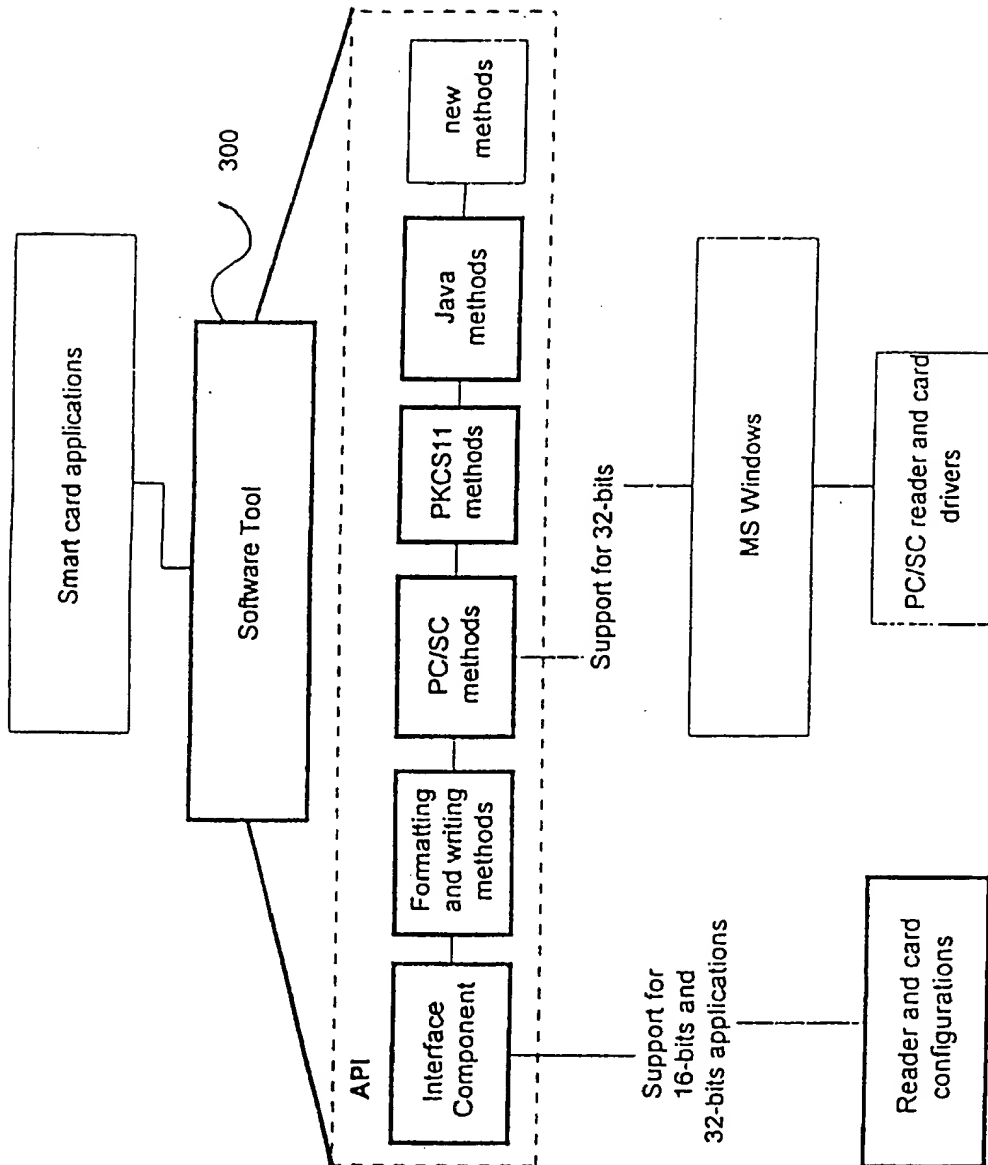 Smart card applications
300
Software Tool
API
Interface
Component
Formatting
and writing
methods
PC/SC
methods
PKCS11
methods
Java
methods
new
methods
Support for
16-bits and
32-bits applications
Support for 32-bits
Reader and card
configurations
MS Windows
PC/SC reader and card
drivers